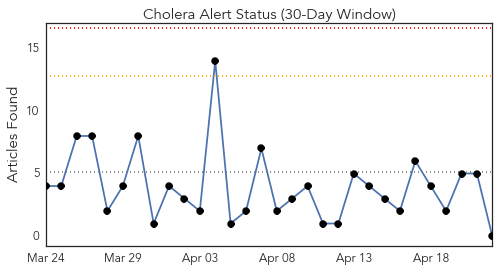 Cholera Alert Status (30-Day Window)
Articles Found
15
10
5
0
Mar 24 Mar 29 Apr 03 Apr 08 Apr 13 Apr 18